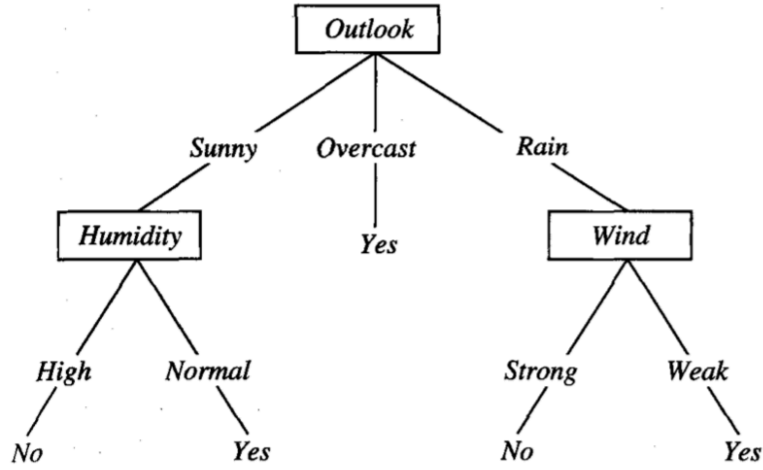 Outlook
Sunny Overcast Rain
Humidity Yes Wind
High Normal Strong Weak
No Yes No Yes